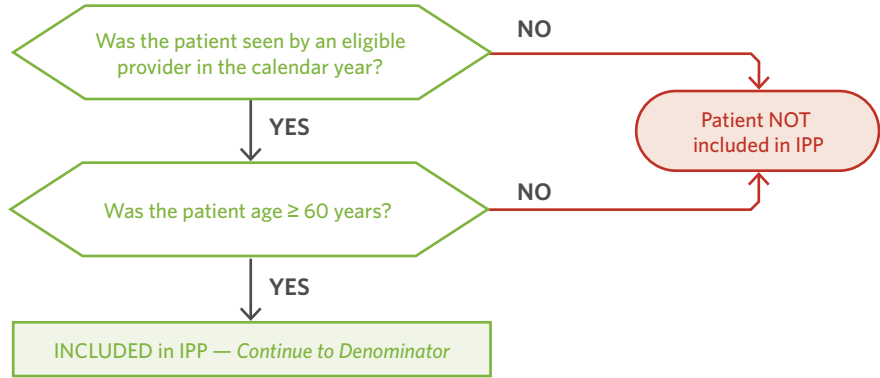 Was the patient seen by an eligible
provider in the calendar year?
NO
Patient NOT
included in IPP
YES
Was the patient age ≥ 60 years?
NO
YES
INCLUDED in IPP — Continue to Denominator